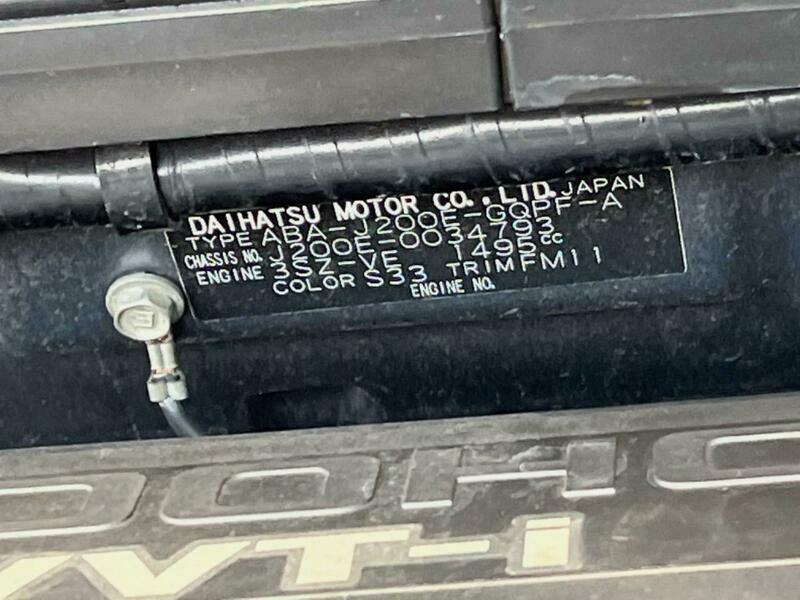 DAIHATSU MOTOR CO., LTD. JAPAN
TYPE ABA-J200E-GQPF-A
CHASSIS NO. J200E-0034793
ENGINE 3SZ-VE 1495cc
COLOR S33 TRIM FM11
ENGINE NO.
DOHC
VVT-i